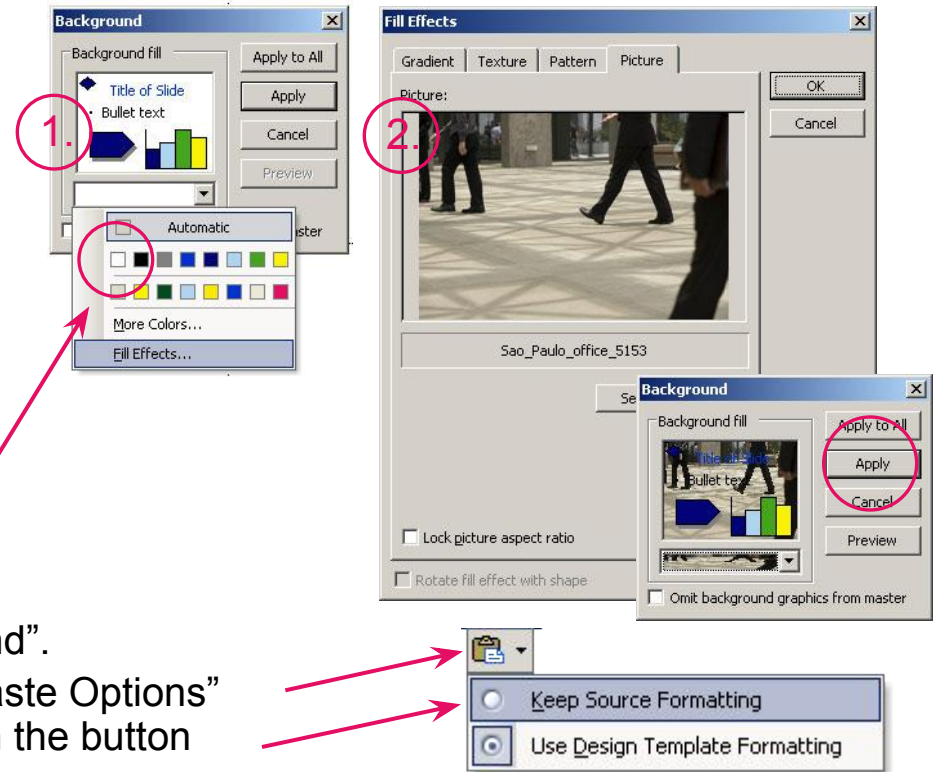 Background
Background fill
Title of Slide
Bullet text
Apply to All
Apply
Cancel
Preview
Automatic
More Colors...
Fill Effects...
1.
Fill Effects
Gradient Texture Pattern Picture
Picture:
2.
OK
Cancel
Sao_Paulo_office_5153
Lock picture aspect ratio
Rotate fill effect with shape
Background
Background fill
Title of Slide
Bullet text
Apply to All
Apply
Cancel
Preview
Omit background graphics from master
nd”.
aste Options”
the button
Keep Source Formatting
Use Design Template Formatting